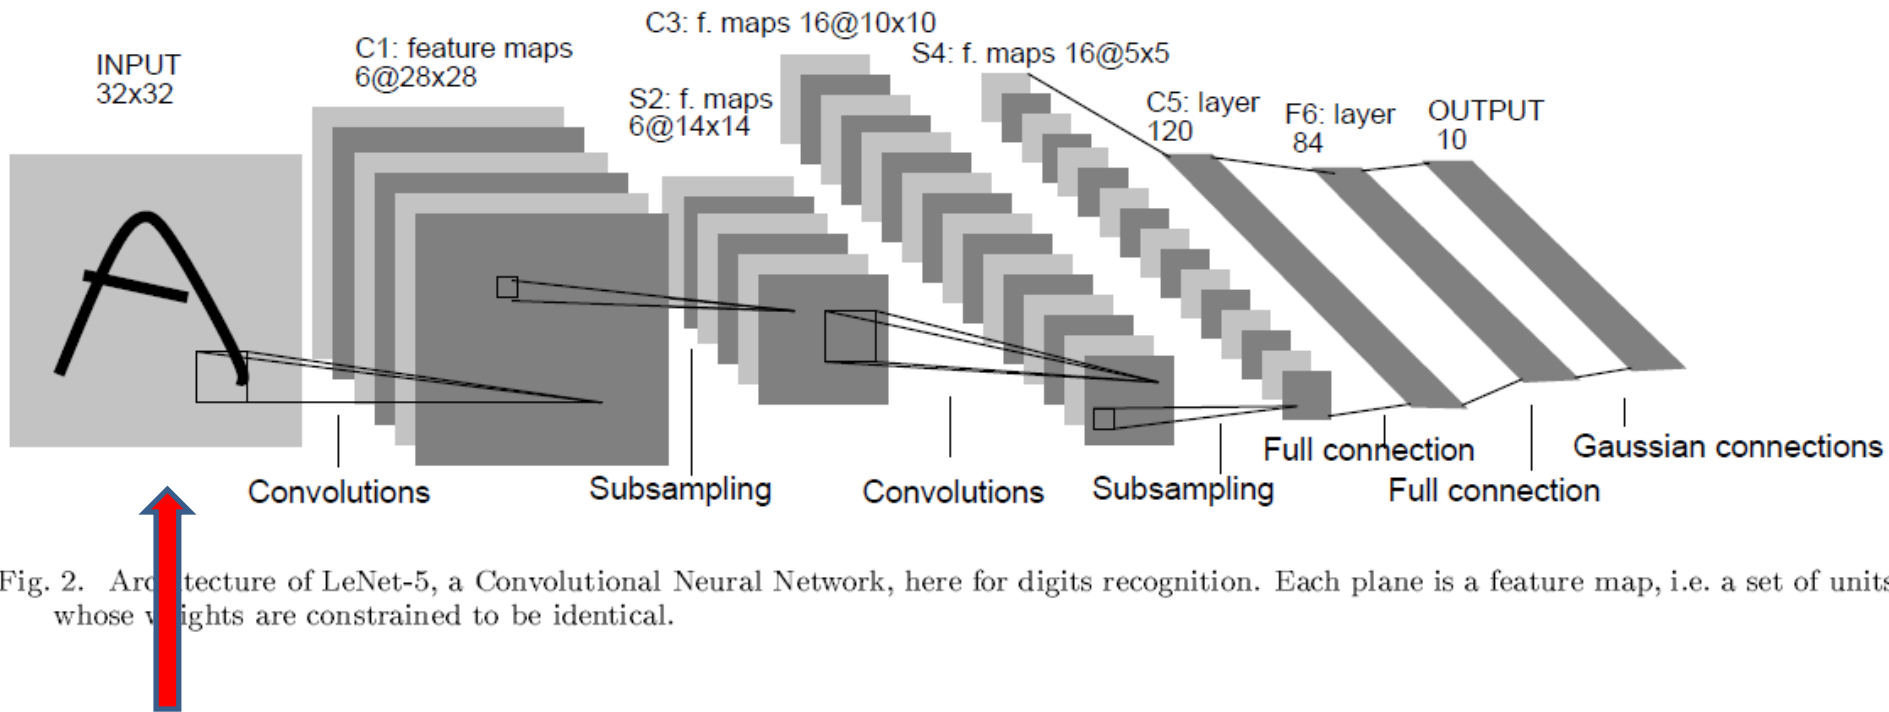 INPUT
32x32
C1: feature maps
6@28x28
S2: f. maps
6@14x14
C3: f. maps 16@10x10
S4: f. maps 16@5x5
C5: layer
120
F6: layer
84
OUTPUT
10
A
Convolutions
Subsampling
Convolutions
Subsampling
Full connection
Full connection
Gaussian connections
Fig. 2. of LeNet-5, a Convolutional Neural Network, here for digits recognition. Each plane is a feature map, i.e. a set of units
whose are constrained to be identical.